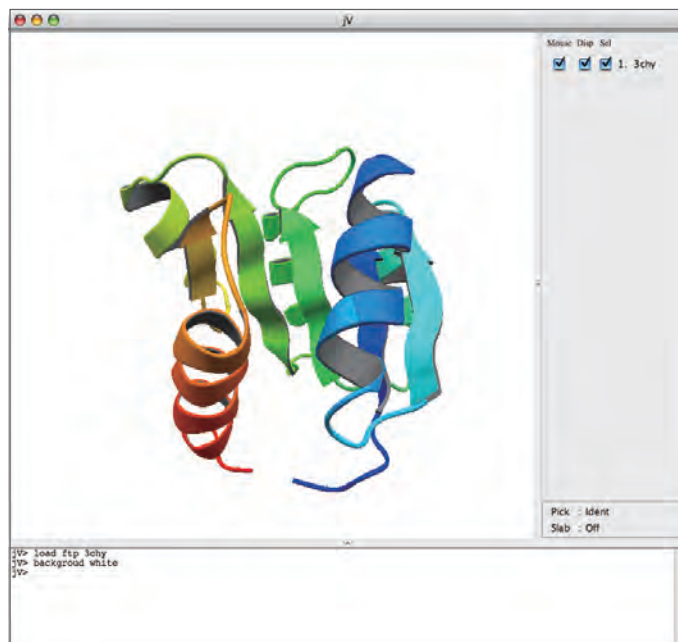 jV
Mouse Disp Sel
1. 3chy
Pick : Ident
Slab : Off
jV> load ftp 3chy
jV> backgroud white
jV>